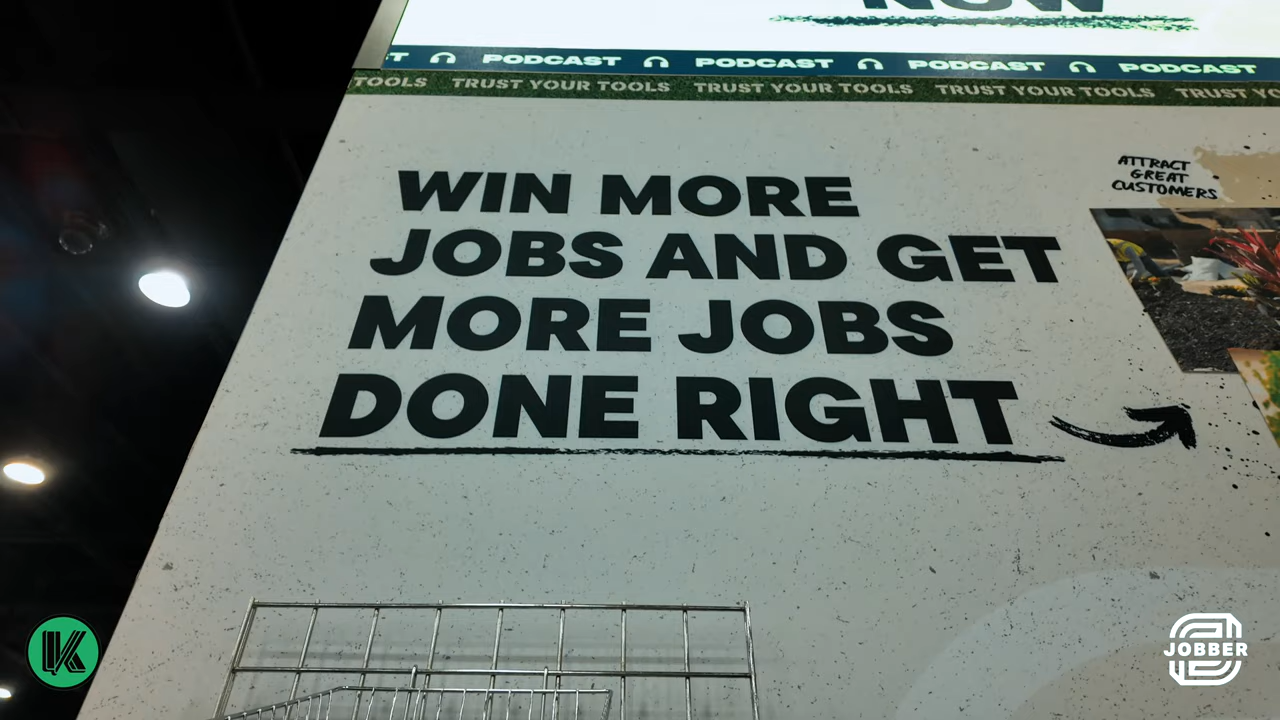 NOW
PODCAST PODCAST PODCAST PODCAST
TOOLS TRUST YOUR TOOLS TRUST YOUR TOOLS TRUST YOUR TOOLS
ATTRACT
GREAT
CUSTOMERS
WIN MORE
JOBS AND GET
MORE JOBS
DONE RIGHT
K
JOBBER